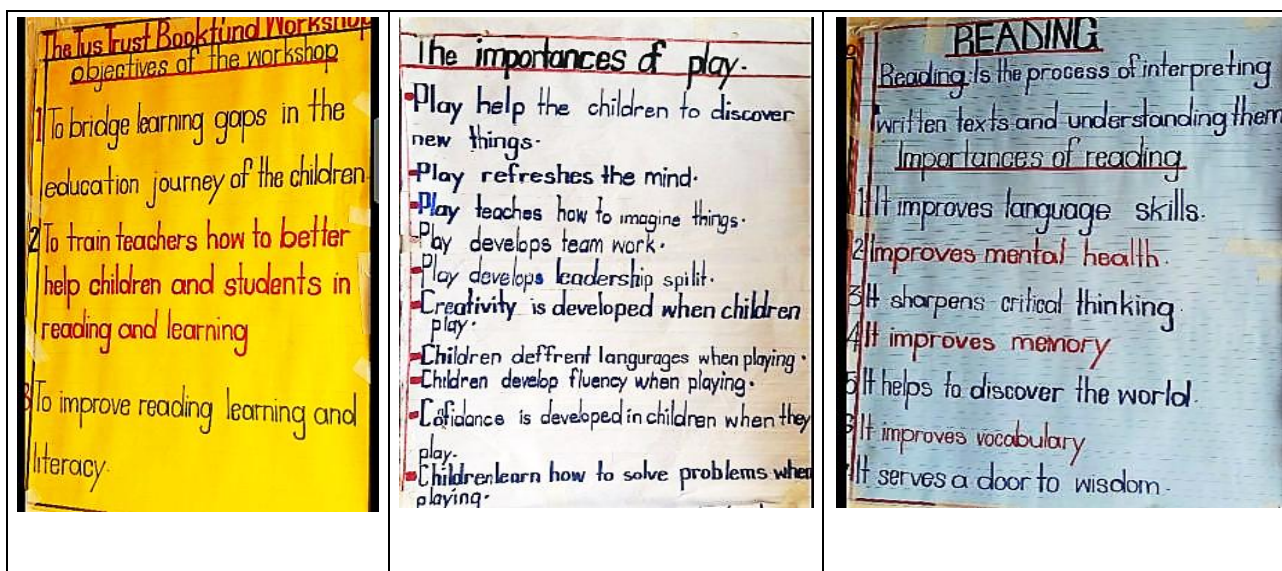 The Tus Trust Bookfund Workshop
objectives of the workshop
1 To bridge learning gaps in the
education journey of the children
2 To train teachers how to better
help children and students in
reading and learning
3 To improve reading learning and
literacy.
The importances of play.
Play help the children to discover
new things.
Play refreshes the mind.
Play teaches how to imagine things.
Play develops team work.
Play develops leadership spilit.
Creativity is developed when children
play.
Children deffrent langurages when playing.
Children develop fluency when playing.
Cofidance is developed in children when they
play.
Children learn how to solve problems when
playing.
READING
Reading: Is the process of interpreting
written texts and understanding them
Importances of reading
1 It improves language skills.
2 Improves mental health.
3 It sharpens critical thinking.
4 It improves memory
5 It helps to discover the world.
6 It improves vocabulary
7 It serves a door to wisdom.